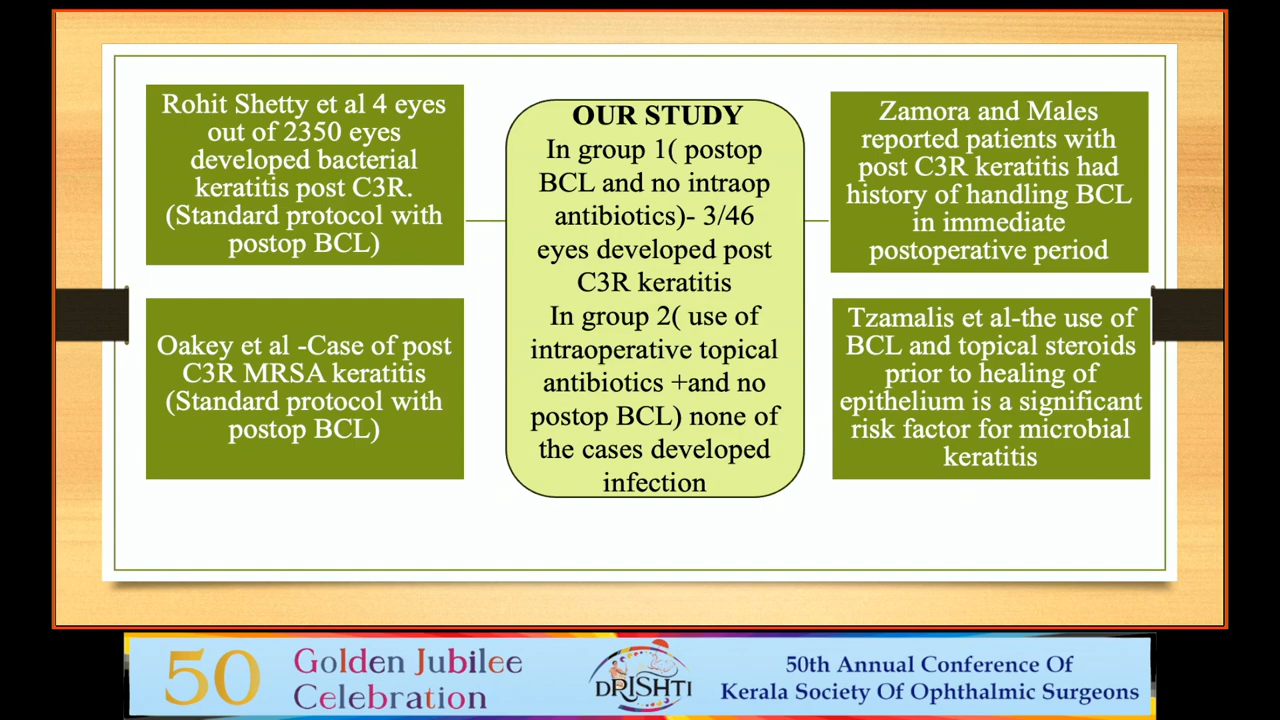 Rohit Shetty et al 4 eyes
out of 2350 eyes
developed bacterial
keratitis post C3R.
(Standard protocol with
postop BCL)
Oakey et al -Case of post
C3R MRSA keratitis
(Standard protocol with
postop BCL)
OUR STUDY
In group 1( postop
BCL and no intraop
antibiotics)- 3/46
eyes developed post
C3R keratitis
In group 2( use of
intraoperative topical
antibiotics +and no
postop BCL) none of
the cases developed
infection
Zamora and Males
reported patients with
post C3R keratitis had
history of handling BCL
in immediate
postoperative period
Tzamalis et al-the use of
BCL and topical steroids
prior to healing of
epithelium is a significant
risk factor for microbial
keratitis
50
Golden Jubilee
Celebration
DRISHTI
50th Annual Conference Of
Kerala Society Of Ophthalmic Surgeons